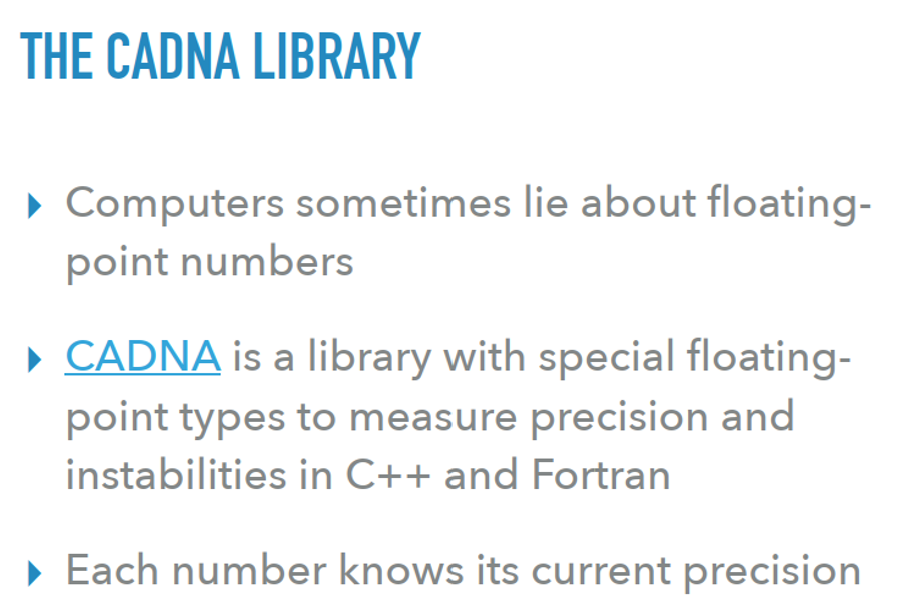 THE CADNA LIBRARY
Computers sometimes lie about floating-
point numbers
CADNA is a library with special floating-
point types to measure precision and
instabilities in C++ and Fortran
Each number knows its current precision